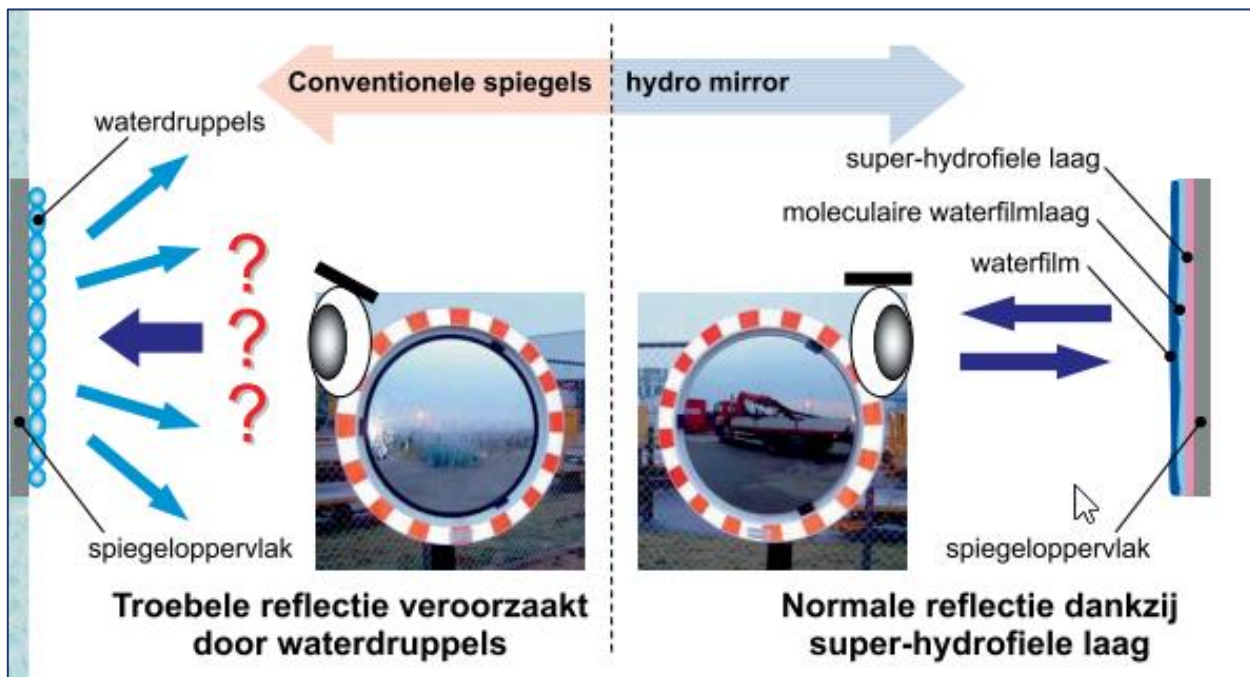 Conventionele spiegels
hydro mirror
waterdruppels
?
?
?
spiegeloppervlak
Troebele reflectie veroorzaakt
door waterdruppels
super-hydrofiele laag
moleculaire waterfilmlaag
waterfilm
spiegeloppervlak
Normale reflectie dankzij
super-hydrofiele laag